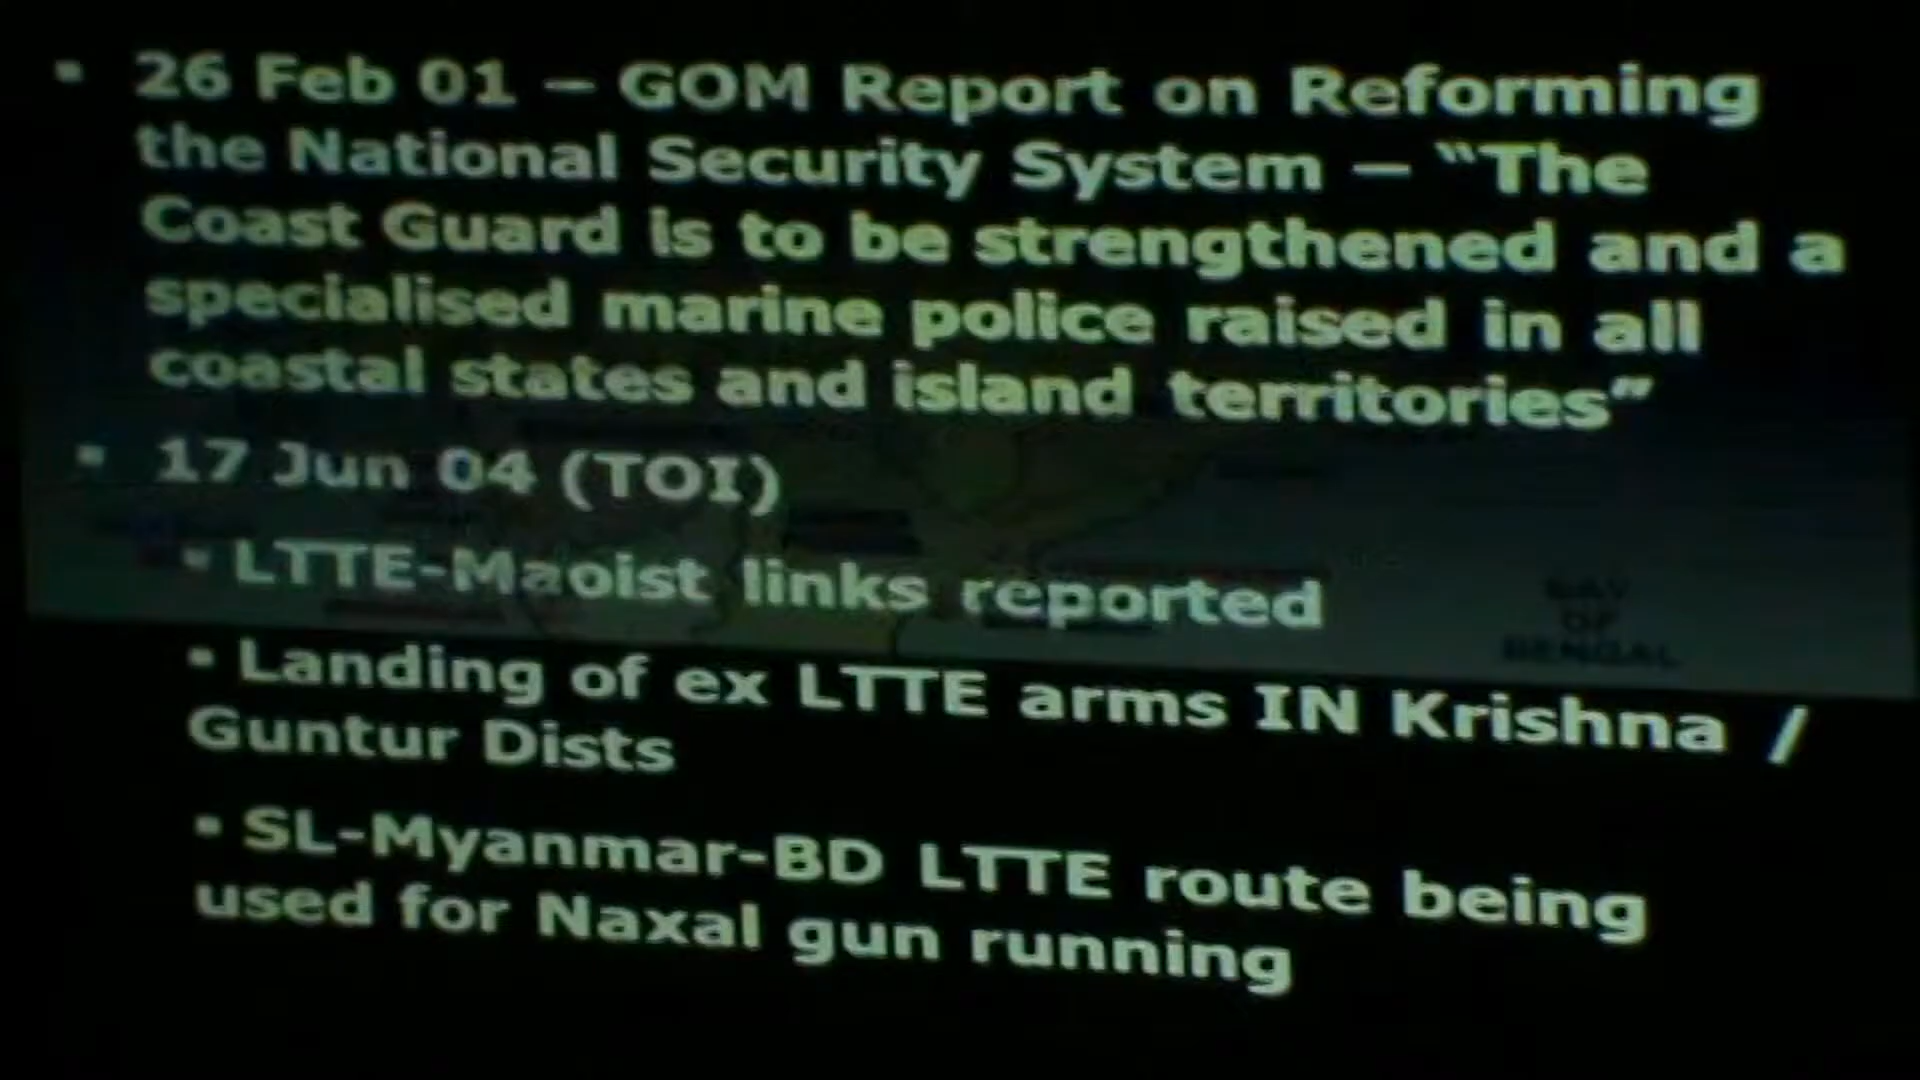 ▪ 26 Feb 01 – GOM Report on Reforming
the National Security System – “The
Coast Guard is to be strengthened and a
specialised marine police raised in all
coastal states and island territories”
▪ 17 Jun 04 (TOI)
▪ LTTE-Maoist links reported
▪ Landing of ex LTTE arms IN Krishna /
Guntur Dists
▪ SL-Myanmar-BD LTTE route being
used for Naxal gun running
BAY
OF
BENGAL